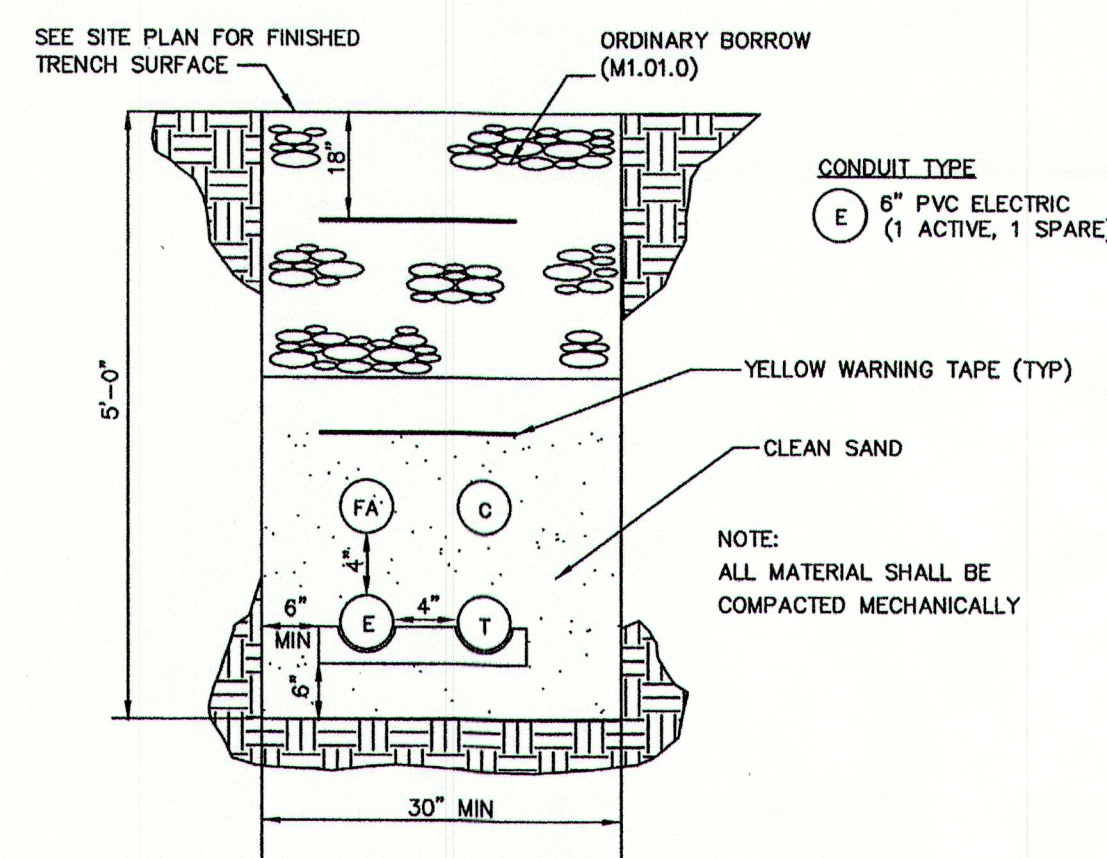 SEE SITE PLAN FOR FINISHED
TRENCH SURFACE
ORDINARY BORROW
(M1.01.0)
18"
CONDUIT TYPE
E 6" PVC ELECTRIC
(1 ACTIVE, 1 SPARE)
5'-0"
YELLOW WARNING TAPE (TYP)
CLEAN SAND
FA C
4"
NOTE:
ALL MATERIAL SHALL BE
COMPACTED MECHANICALLY
6"
MIN
E 4" T
6"
30" MIN